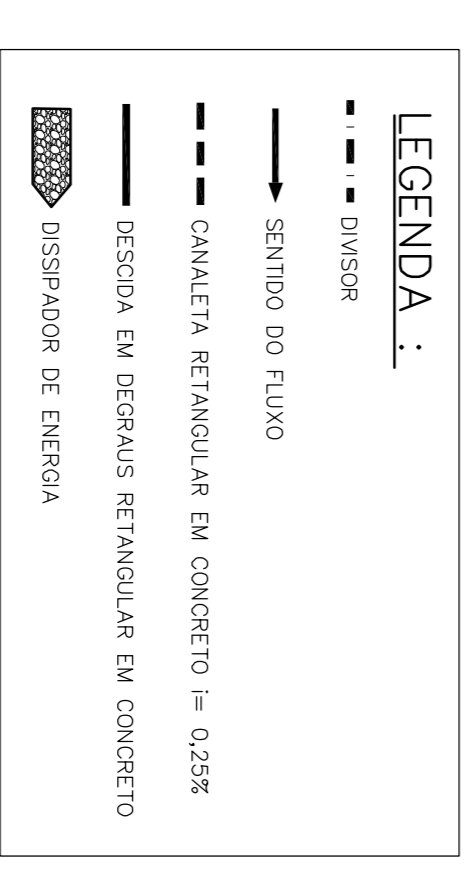 LEGENDA :
DIVISOR
SENTIDO DO FLUXO
CANALETA RETANGULAR EM CONCRETO i= 0,25%
DESCIDA EM DEGRAUS RETANGULAR EM CONCRETO
DISSIPADOR DE ENERGIA